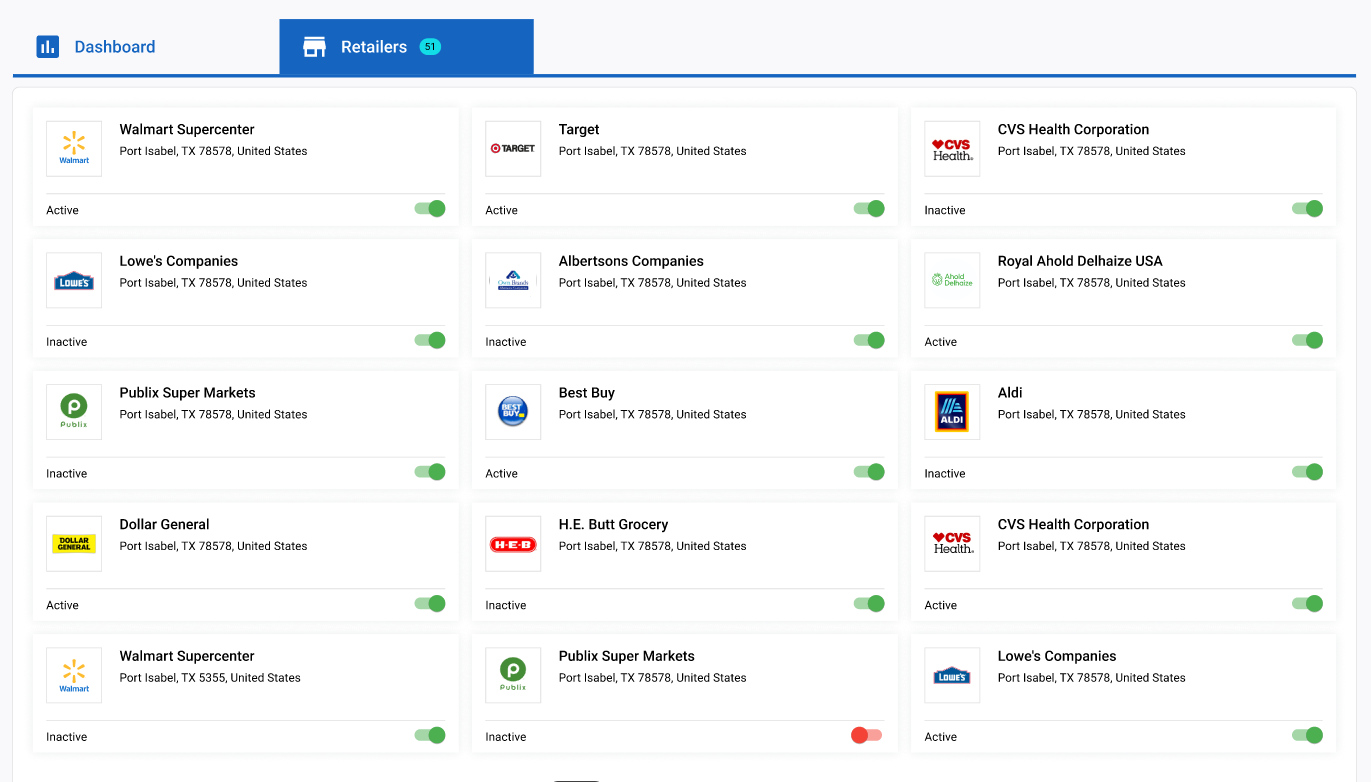 Dashboard
Retailers 51
Walmart
Walmart Supercenter
Port Isabel, TX 78578, United States
Active
TARGET
Target
Port Isabel, TX 78578, United States
Active
CVS
Health.
CVS Health Corporation
Port Isabel, TX 78578, United States
Inactive
LOWE'S
Lowe's Companies
Port Isabel, TX 78578, United States
Inactive
Own Brands
Albertsons Companies
Port Isabel, TX 78578, United States
Inactive
Ahold
Delhaize
Royal Ahold Delhaize USA
Port Isabel, TX 78578, United States
Active
Publix
Publix Super Markets
Port Isabel, TX 78578, United States
Inactive
BEST
BUY
Best Buy
Port Isabel, TX 78578, United States
Active
ALDI
Aldi
Port Isabel, TX 78578, United States
Inactive
DOLLAR
GENERAL
Dollar General
Port Isabel, TX 78578, United States
Active
H-E-B
H.E. Butt Grocery
Port Isabel, TX 78578, United States
Inactive
CVS
Health.
CVS Health Corporation
Port Isabel, TX 78578, United States
Active
Walmart
Walmart Supercenter
Port Isabel, TX 5355, United States
Inactive
Publix
Publix Super Markets
Port Isabel, TX 78578, United States
Inactive
LOWE'S
Lowe's Companies
Port Isabel, TX 78578, United States
Active